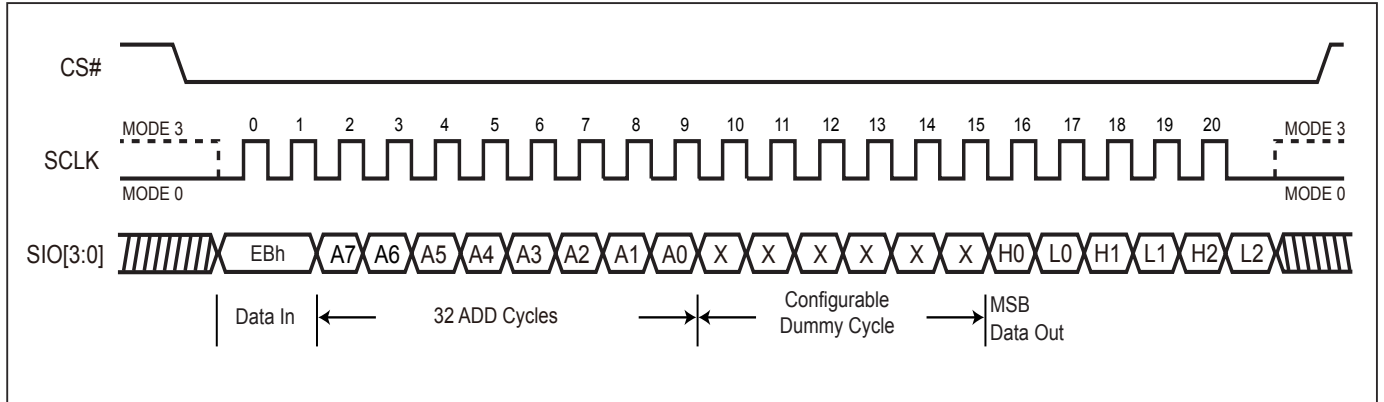 CS#
MODE 3 0 1 2 3 4 5 6 7 8 9 10 11 12 13 14 15 16 17 18 19 20 MODE 3
SCLK
MODE 0 MODE 0
SIO[3:0] EBh A7 A6 A5 A4 A3 A2 A1 A0 X X X X X X H0 L0 H1 L1 H2 L2
Data In 32 ADD Cycles Configurable Dummy Cycle MSB Data Out